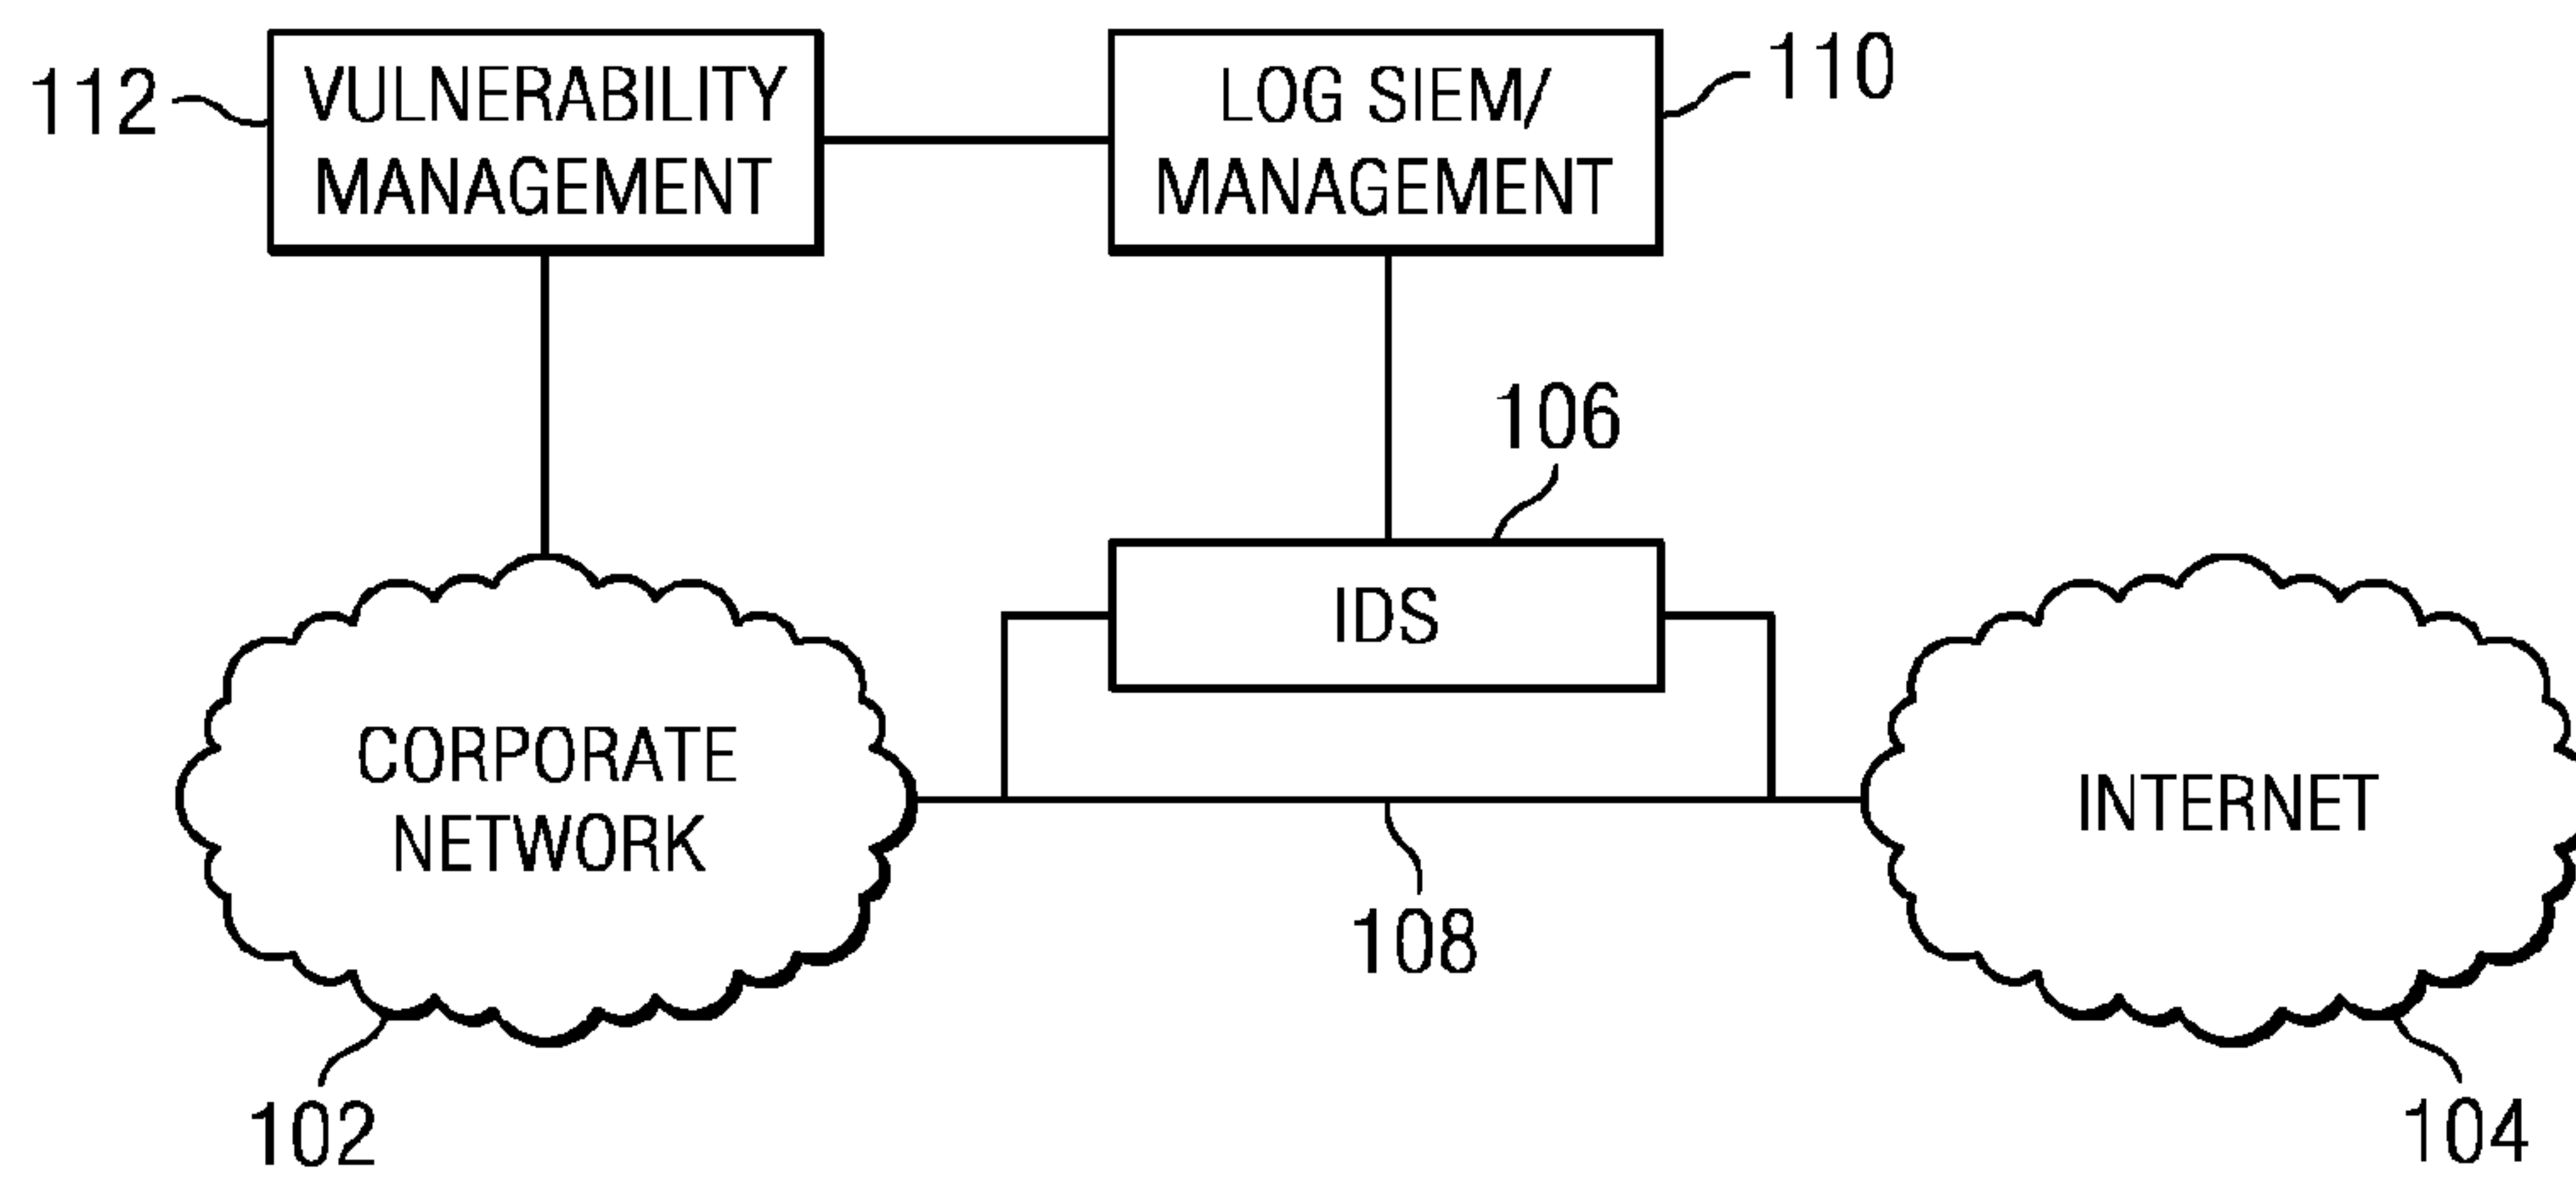 112
VULNERABILITY
MANAGEMENT
LOG SIEM/
MANAGEMENT
110
106
IDS
CORPORATE
NETWORK
INTERNET
108
102
104